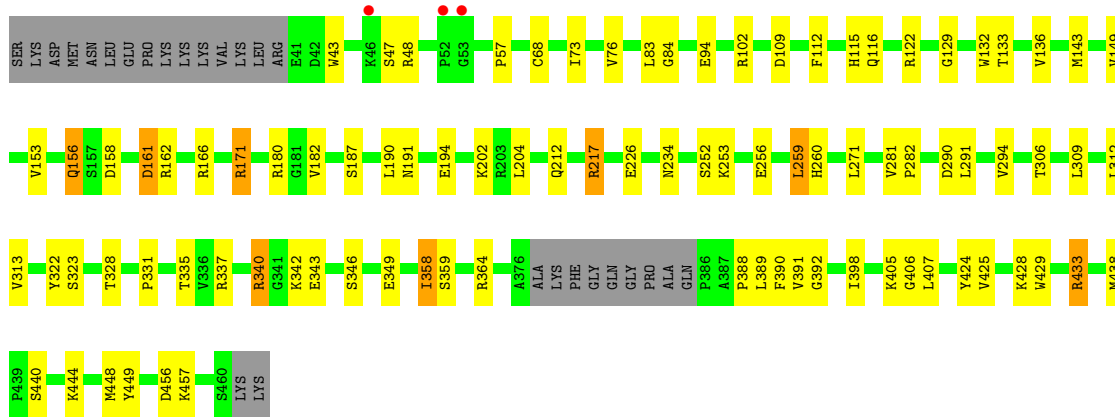 SER LYS ASP MET ASN LEU GLU PRO LYS LYS LYS VAL LYS LEU ARG E41 D42 W43 K46 S47 R48 P52 G53 P57 C68 I73 V76 L83 G84 E94 R102 D109 F112 H115 Q116 R122 G129 W132 T133 V136 M143
V153 Q156 S157 D158 D161 R162 R166 R171 R180 G181 V182 S187 L190 N191 E194 K202 R203 L204 Q212 R217 E226 N234 S252 K253 E256 L259 H260 L271 V281 P282 D290 L291 V294 T306 L309
V313 Y322 S323 T328 P331 T335 V336 R337 R340 G341 K342 E343 S346 E349 I358 S359 R364 A376 ALA LYS PHE GLY GLN GLY PRO ALA GLN P386 A387 P388 L389 F390 V391 G392 I398 K405 G406 L407 Y424 V425 K428 W429 R433
P439 S440 K444 M448 Y449 D456 K457 S460 LYS LYS